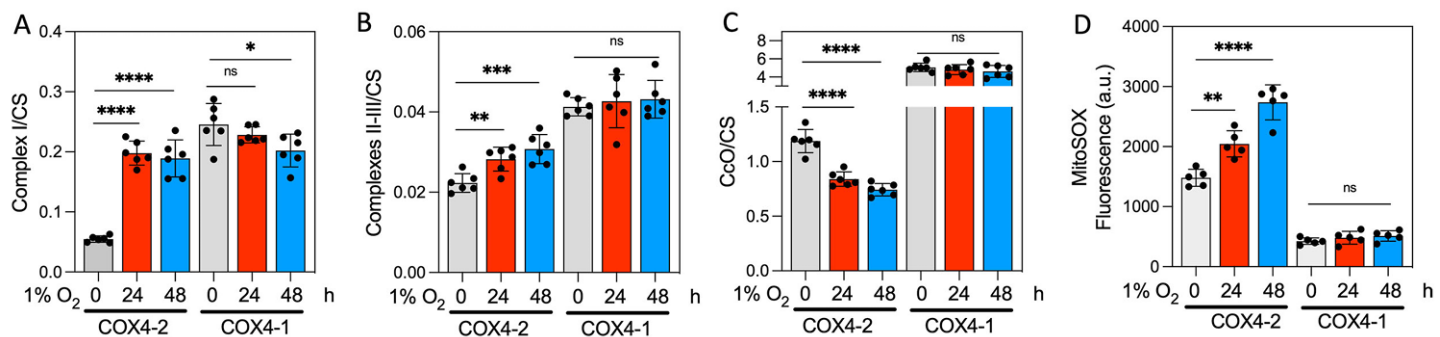 A
Complex I/CS
0.4
0.3
0.2
0.1
0.0
****
****
*
ns
1% O2 0 24 48 0 24 48 h
COX4-2 COX4-1
B
Complexes II-III/CS
0.06
0.04
0.02
0.00
***
**
ns
1% O2 0 24 48 0 24 48 h
COX4-2 COX4-1
C
CcO/CS
8
6
4
1.5
1.0
0.5
0.0
****
****
ns
1% O2 0 24 48 0 24 48 h
COX4-2 COX4-1
D
MitoSOX
Fluorescence (a.u.)
4000
3000
2000
1000
0
****
**
ns
1% O2 0 24 48 0 24 48 h
COX4-2 COX4-1